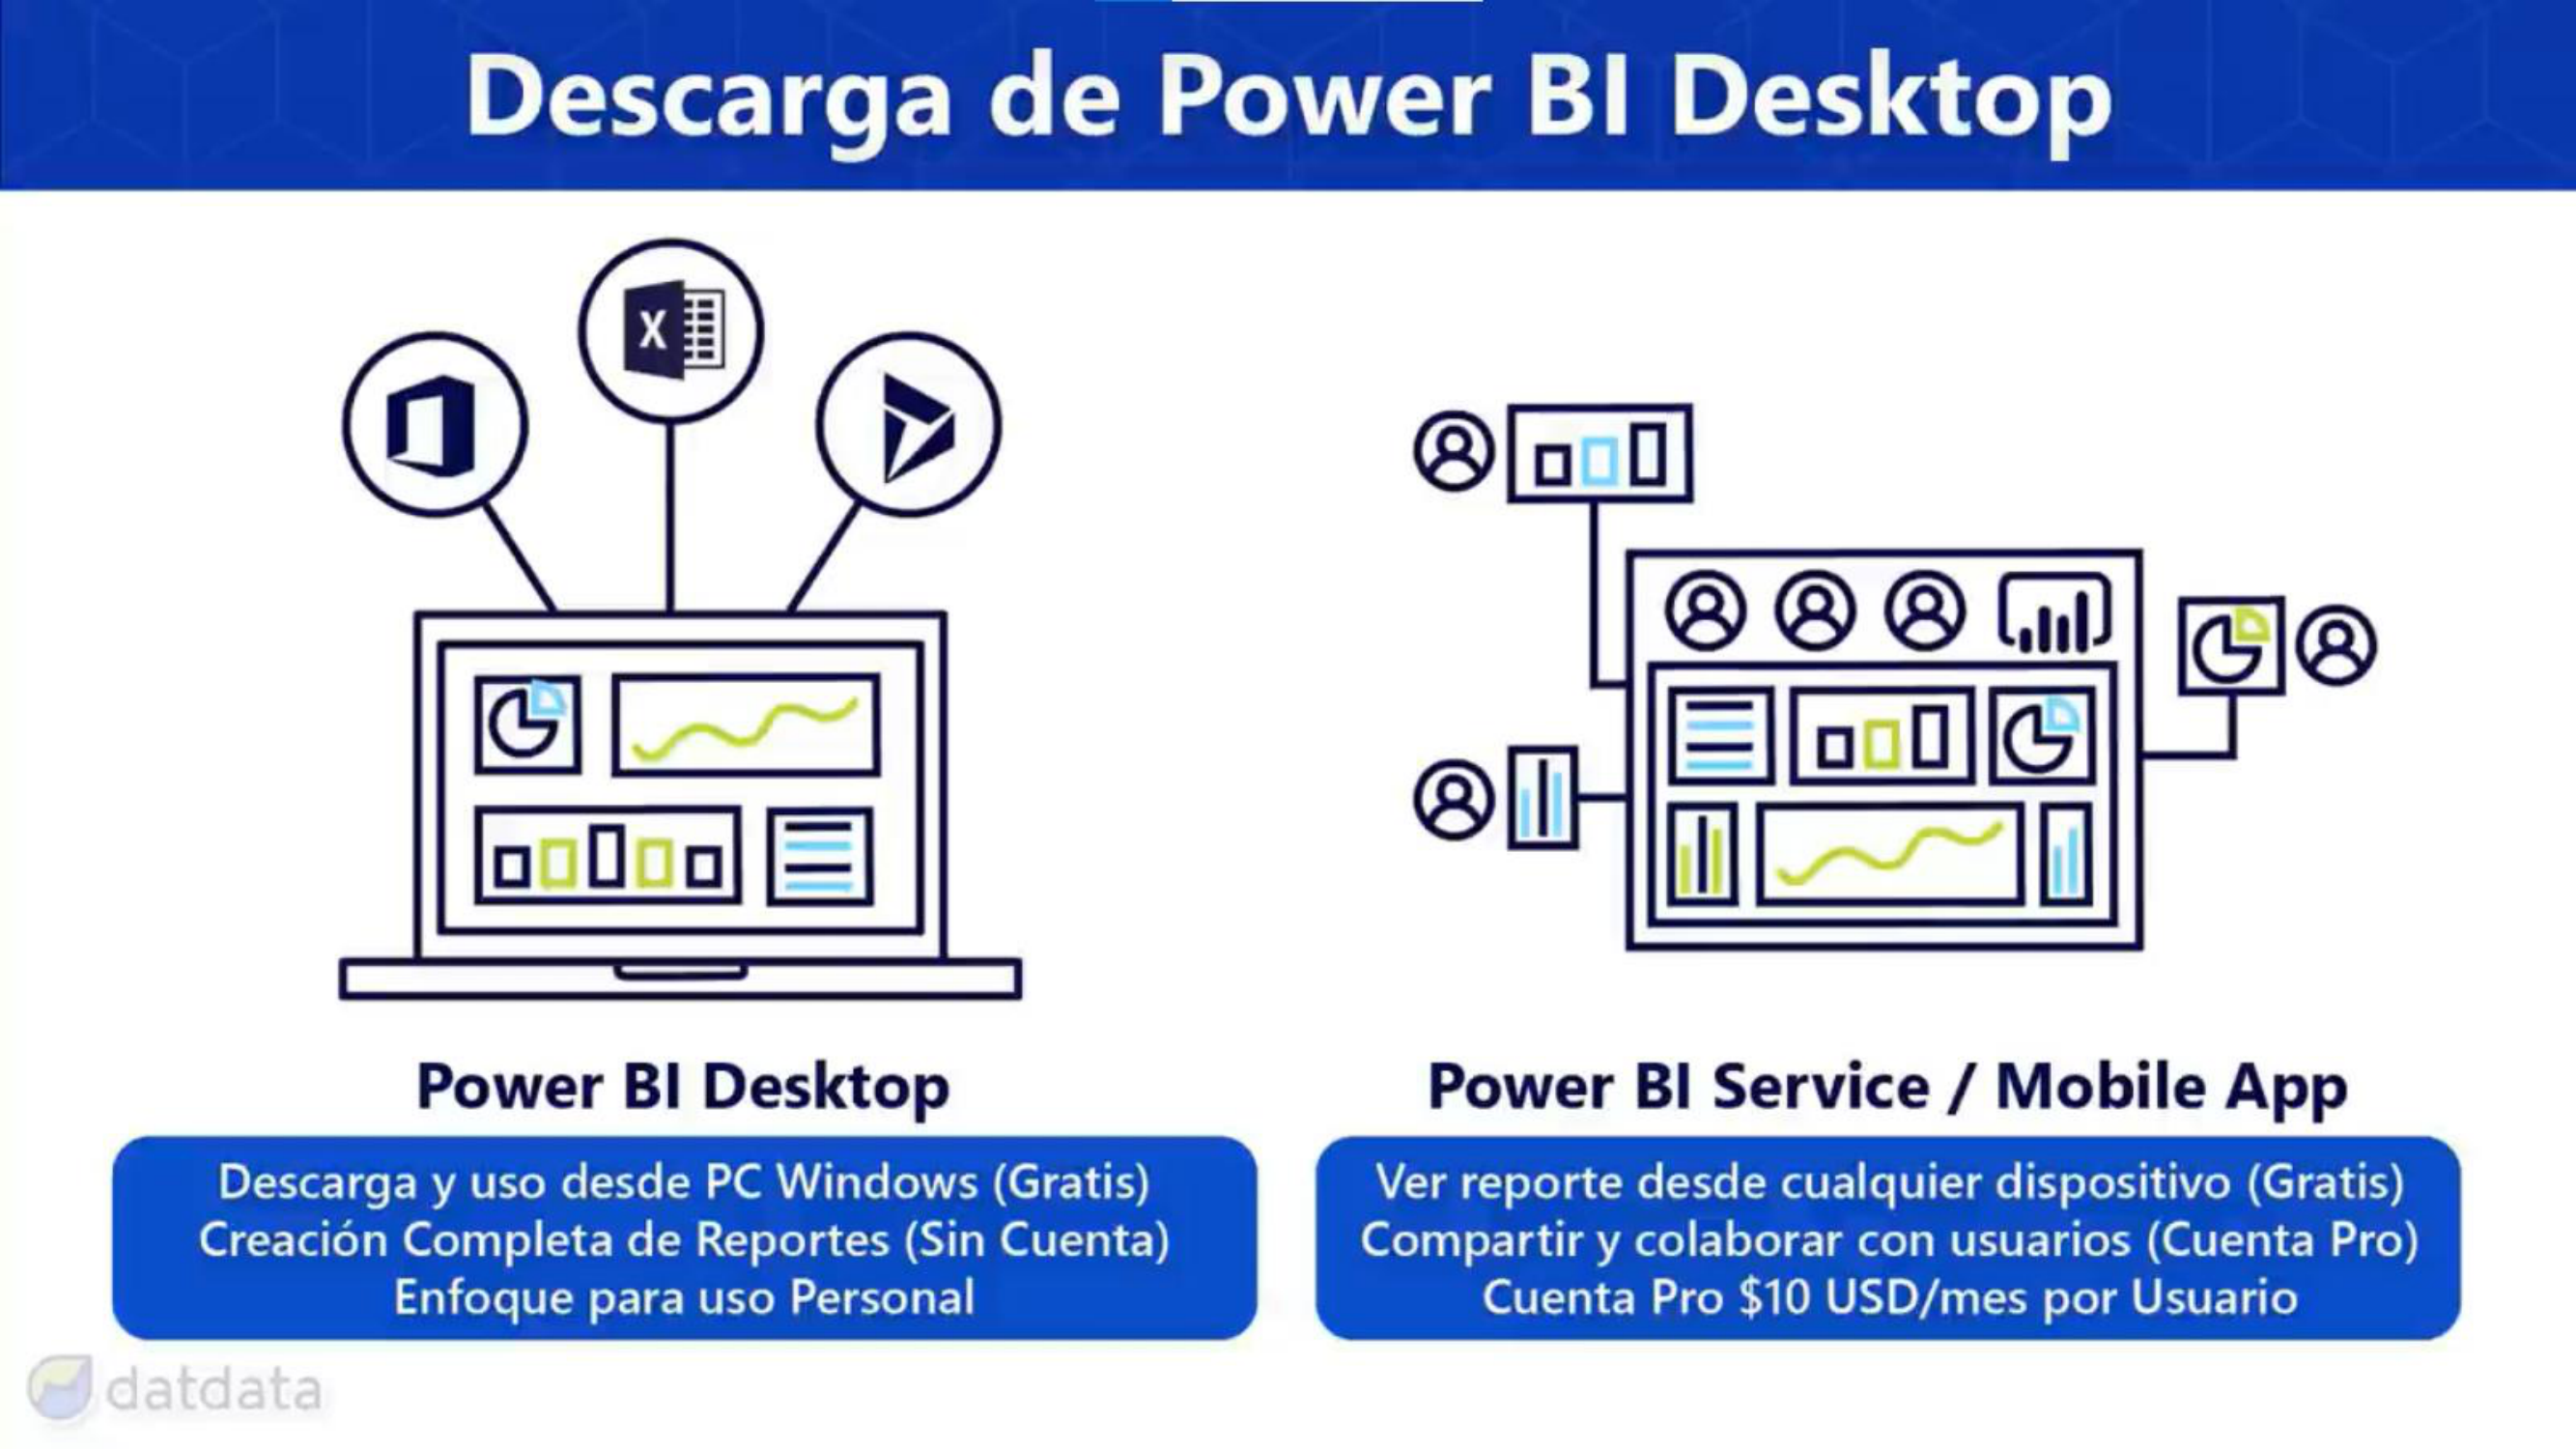 Descarga de Power BI Desktop
X
Power BI Desktop
Descarga y uso desde PC Windows (Gratis)
Creación Completa de Reportes (Sin Cuenta)
Enfoque para uso Personal
Power BI Service / Mobile App
Ver reporte desde cualquier dispositivo (Gratis)
Compartir y colaborar con usuarios (Cuenta Pro)
Cuenta Pro $10 USD/mes por Usuario
datdata